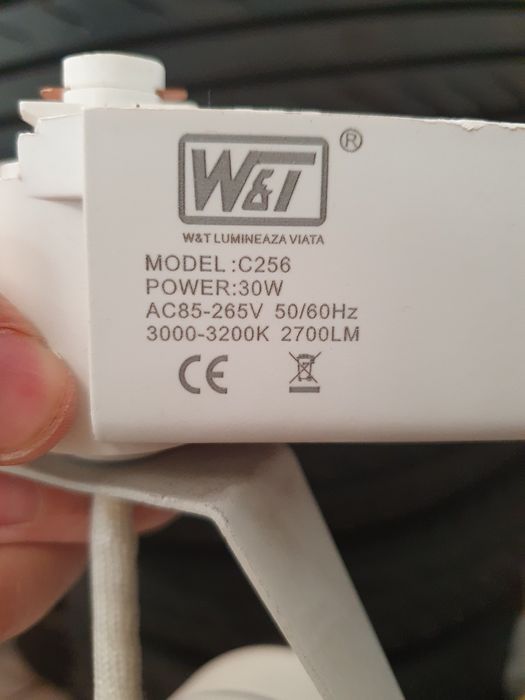 W&T ®
W&T LUMINEAZA VIATA
MODEL :C256
POWER:30W
AC85-265V 50/60Hz
3000-3200K 2700LM
CE